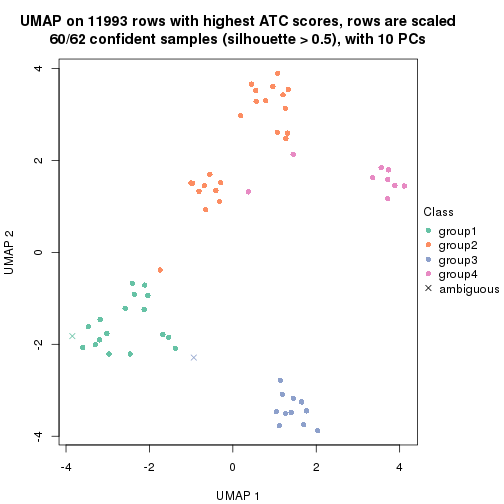 UMAP on 11993 rows with highest ATC scores, rows are scaled
60/62 confident samples (silhouette > 0.5), with 10 PCs
4
2
0
-2
-4
UMAP 2
-4
-2
0
2
4
UMAP 1
Class
group1
group2
group3
group4
ambiguous